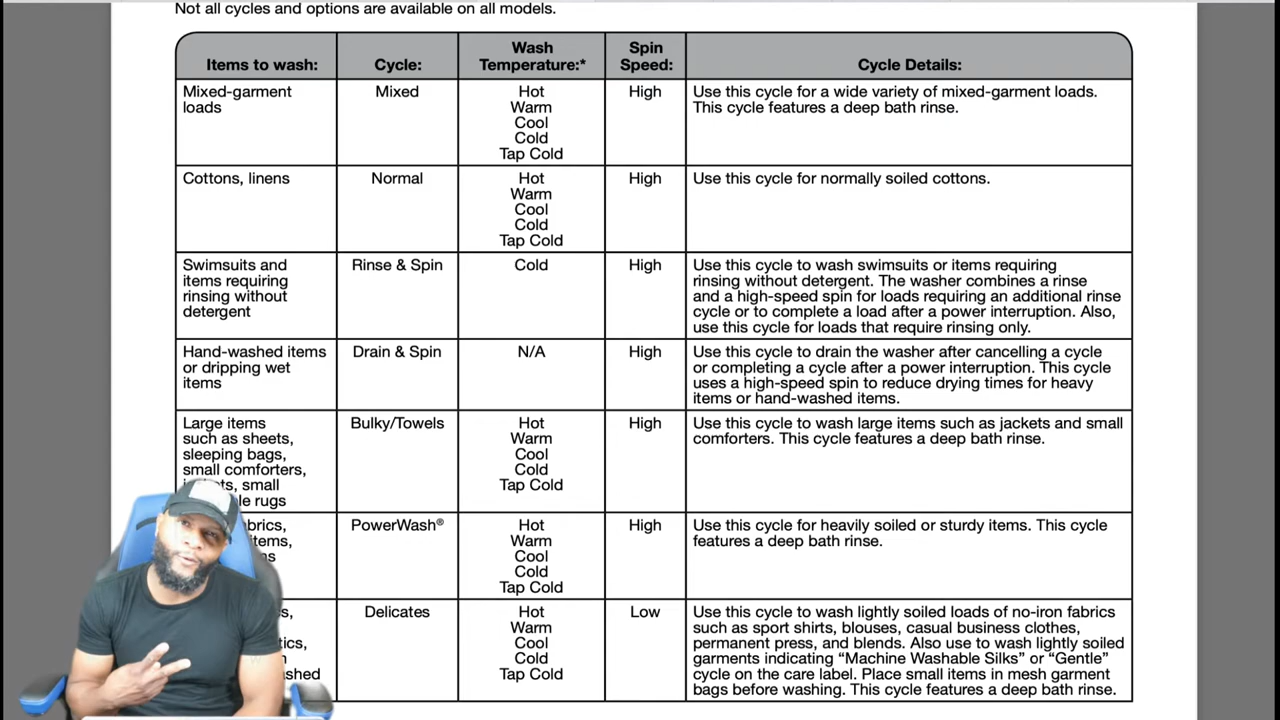 Not all cycles and options are available on all models.
Items to wash:
Cycle:
Wash
Temperature:*
Spin
Speed:
Cycle Details:
Mixed-garment
loads
Mixed
Hot
Warm
Cool
Cold
Tap Cold
High
Use this cycle for a wide variety of mixed-garment loads.
This cycle features a deep bath rinse.
Cottons, linens
Normal
Hot
Warm
Cool
Cold
Tap Cold
High
Use this cycle for normally soiled cottons.
Swimsuits and
items requiring
rinsing without
detergent
Rinse & Spin
Cold
High
Use this cycle to wash swimsuits or items requiring
rinsing without detergent. The washer combines a rinse
and a high-speed spin for loads requiring an additional rinse
cycle or to complete a load after a power interruption. Also,
use this cycle for loads that require rinsing only.
Hand-washed items
or dripping wet
items
Drain & Spin
N/A
High
Use this cycle to drain the washer after cancelling a cycle
or completing a cycle after a power interruption. This cycle
uses a high-speed spin to reduce drying times for heavy
items or hand-washed items.
Large items
such as sheets,
sleeping bags,
small comforters,
small
rugs
Bulky/Towels
Hot
Warm
Cool
Cold
Tap Cold
High
Use this cycle to wash large items such as jackets and small
comforters. This cycle features a deep bath rinse.
PowerWash®
Hot
Warm
Cool
Cold
Tap Cold
High
Use this cycle for heavily soiled or sturdy items. This cycle
features a deep bath rinse.
Delicates
Hot
Warm
Cool
Cold
Tap Cold
Low
Use this cycle to wash lightly soiled loads of no-iron fabrics
such as sport shirts, blouses, casual business clothes,
permanent press, and blends. Also use to wash lightly soiled
garments indicating “Machine Washable Silks” or “Gentle”
cycle on the care label. Place small items in mesh garment
bags before washing. This cycle features a deep bath rinse.